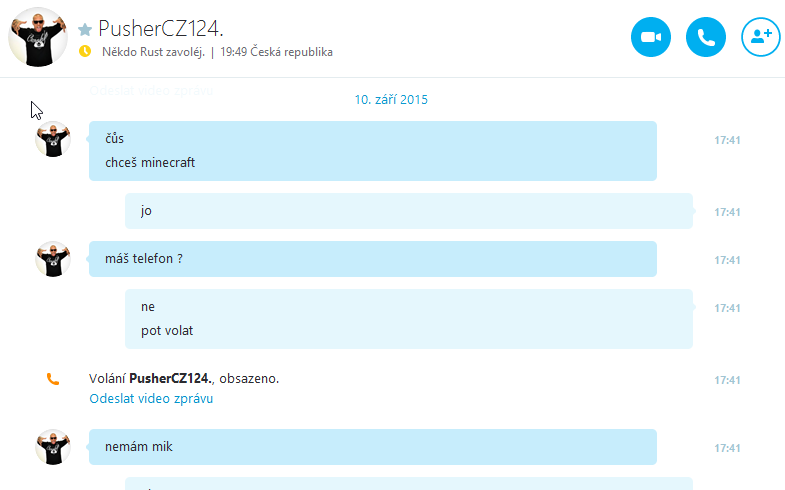 PusherCZ124.
Někdo Rust zavoléj. | 19:49 Česká republika
Odeslat video zprávu
10. září 2015
čůs 17:41
chceš minecraft
jo 17:41
máš telefon ? 17:41
ne 17:41
pot volat
Volání PusherCZ124., obsazeno. 17:41
Odeslat video zprávu
nemám mik 17:41